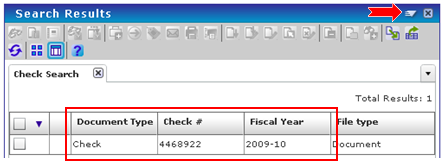 Search Results
Check Search
Total Results: 1
Document Type Check # Fiscal Year File type
Check 4468922 2009-10 Document